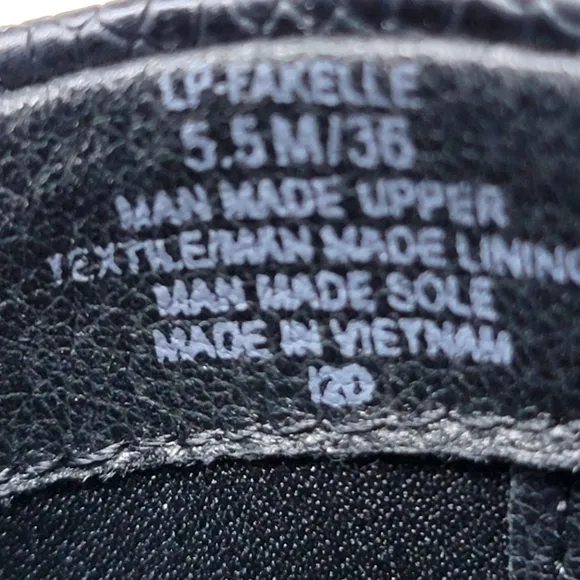 LP-FAKELLE
5.5M/36
MAN MADE UPPER
TEXTILE/MAN MADE LINING
MAN MADE SOLE
MADE IN VIETNAM